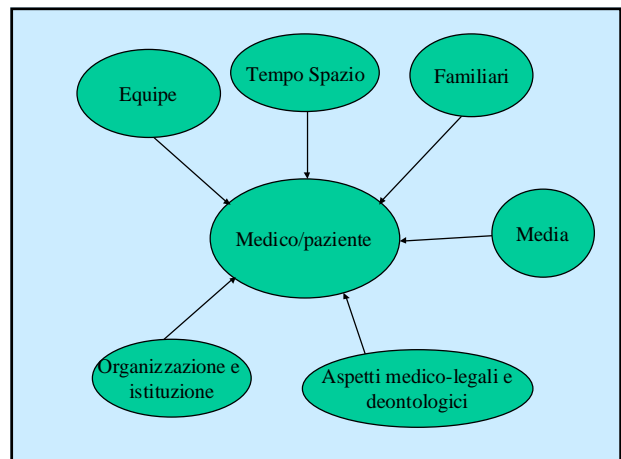 Equipe
Tempo Spazio
Familiari
Medico/paziente
Media
Organizzazione e
istituzione
Aspetti medico-legali e
deontologici